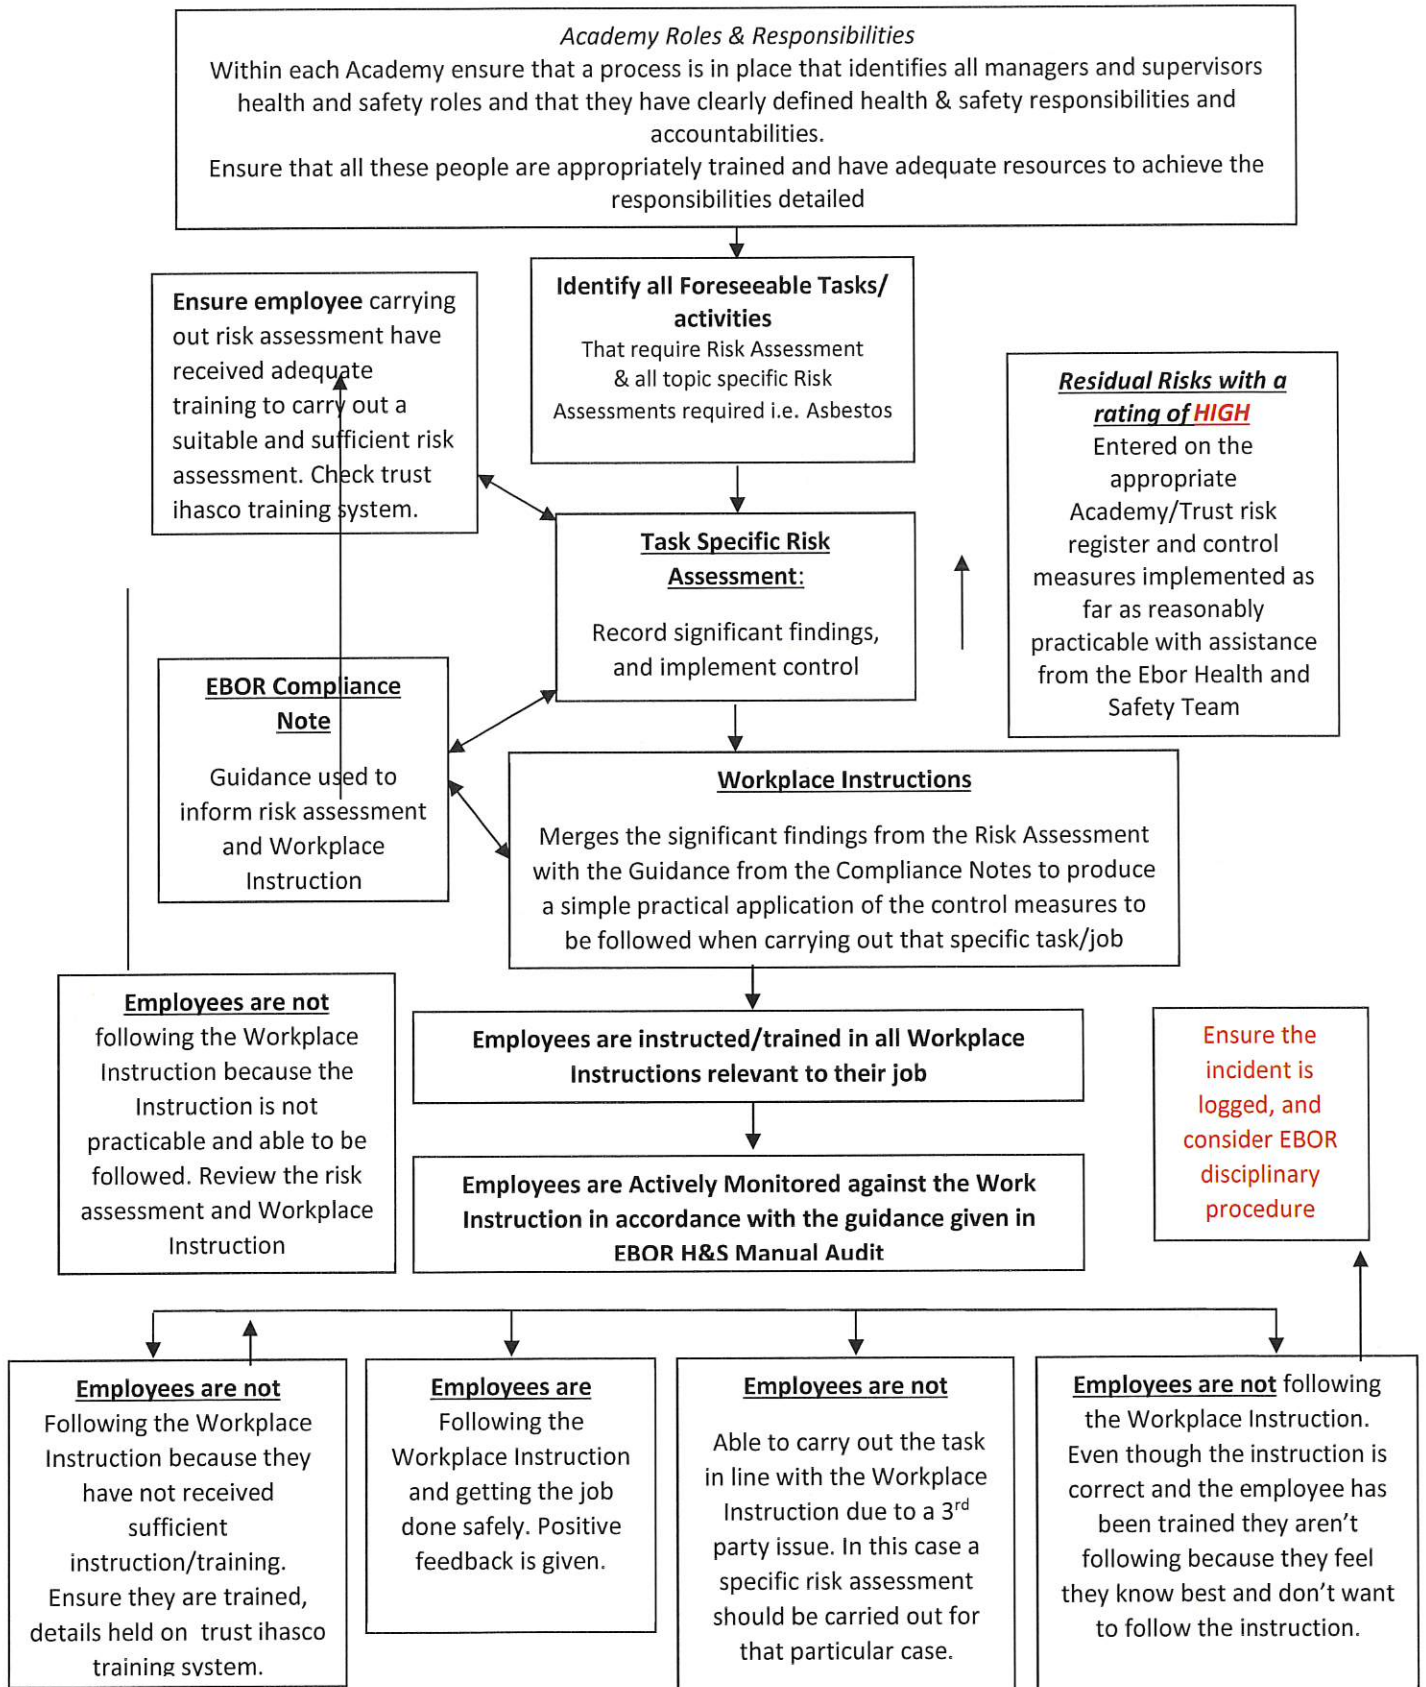 Academy Roles & Responsibilities
Within each Academy ensure that a process is in place that identifies all managers and supervisors
health and safety roles and that they have clearly defined health & safety responsibilities and
accountabilities.
Ensure that all these people are appropriately trained and have adequate resources to achieve the
responsibilities detailed
Ensure employee carrying
out risk assessment have
received adequate
training to carry out a
suitable and sufficient risk
assessment. Check trust
ihasco training system.
Identify all Foreseeable Tasks/
activities
That require Risk Assessment
& all topic specific Risk
Assessments required i.e. Asbestos
Residual Risks with a
rating of HIGH
Entered on the
appropriate
Academy/Trust risk
register and control
measures implemented as
far as reasonably
practicable with assistance
from the Ebor Health and
Safety Team
Task Specific Risk
Assessment:
Record significant findings,
and implement control
EBOR Compliance
Note
Guidance used to
inform risk assessment
and Workplace
Instruction
Workplace Instructions
Merges the significant findings from the Risk Assessment
with the Guidance from the Compliance Notes to produce
a simple practical application of the control measures to
be followed when carrying out that specific task/job
Employees are not
following the Workplace
Instruction because the
Instruction is not
practicable and able to be
followed. Review the risk
assessment and Workplace
Instruction
Employees are instructed/trained in all Workplace
Instructions relevant to their job
Ensure the
incident is
logged, and
consider EBOR
disciplinary
procedure
Employees are Actively Monitored against the Work
Instruction in accordance with the guidance given in
EBOR H&S Manual Audit
Employees are not
Following the Workplace
Instruction because they
have not received
sufficient
instruction/training.
Ensure they are trained,
details held on trust ihasco
training system.
Employees are
Following the
Workplace Instruction
and getting the job
done safely. Positive
feedback is given.
Employees are not
Able to carry out the task
in line with the Workplace
Instruction due to a 3rd
party issue. In this case a
specific risk assessment
should be carried out for
that particular case.
Employees are not following
the Workplace Instruction.
Even though the instruction is
correct and the employee has
been trained they aren't
following because they feel
they know best and don't want
to follow the instruction.